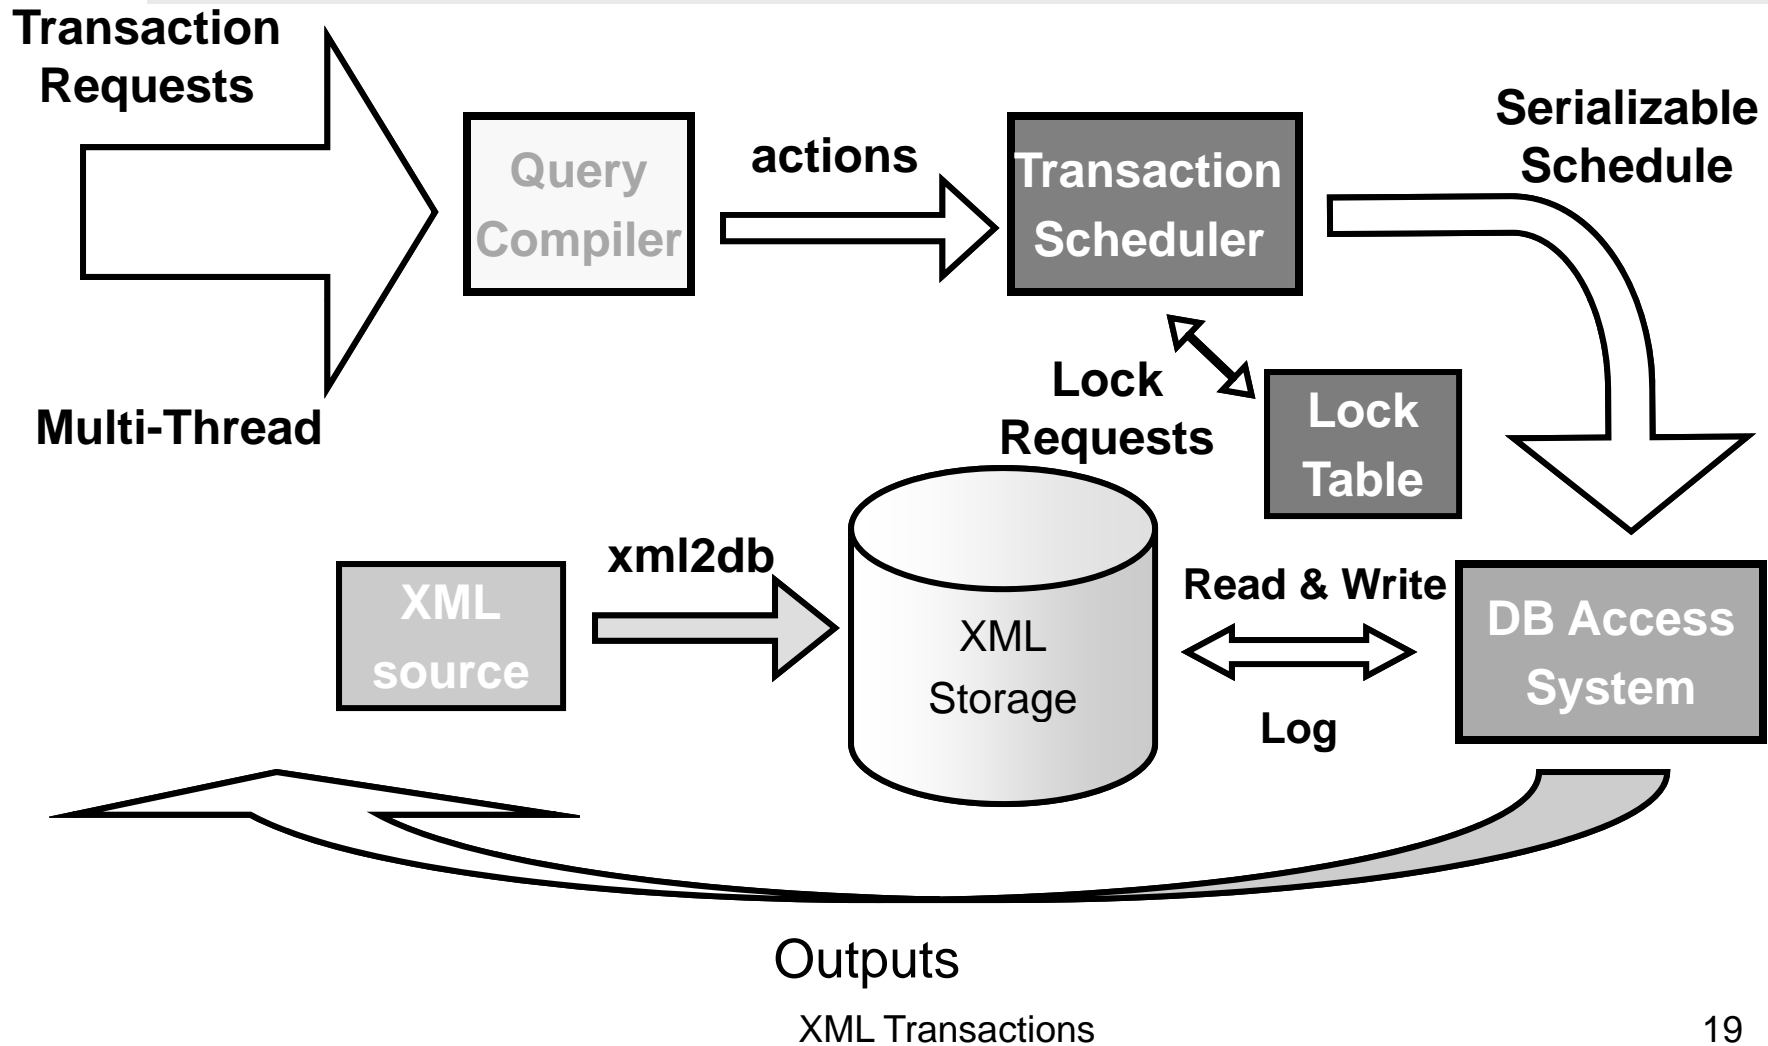 Transaction
Requests
Multi-Thread
Query
Compiler
actions
Transaction
Scheduler
Serializable
Schedule
Lock
Requests
Lock
Table
XML
source
xml2db
XML
Storage
Read & Write
Log
DB Access
System
Outputs
XML Transactions
19